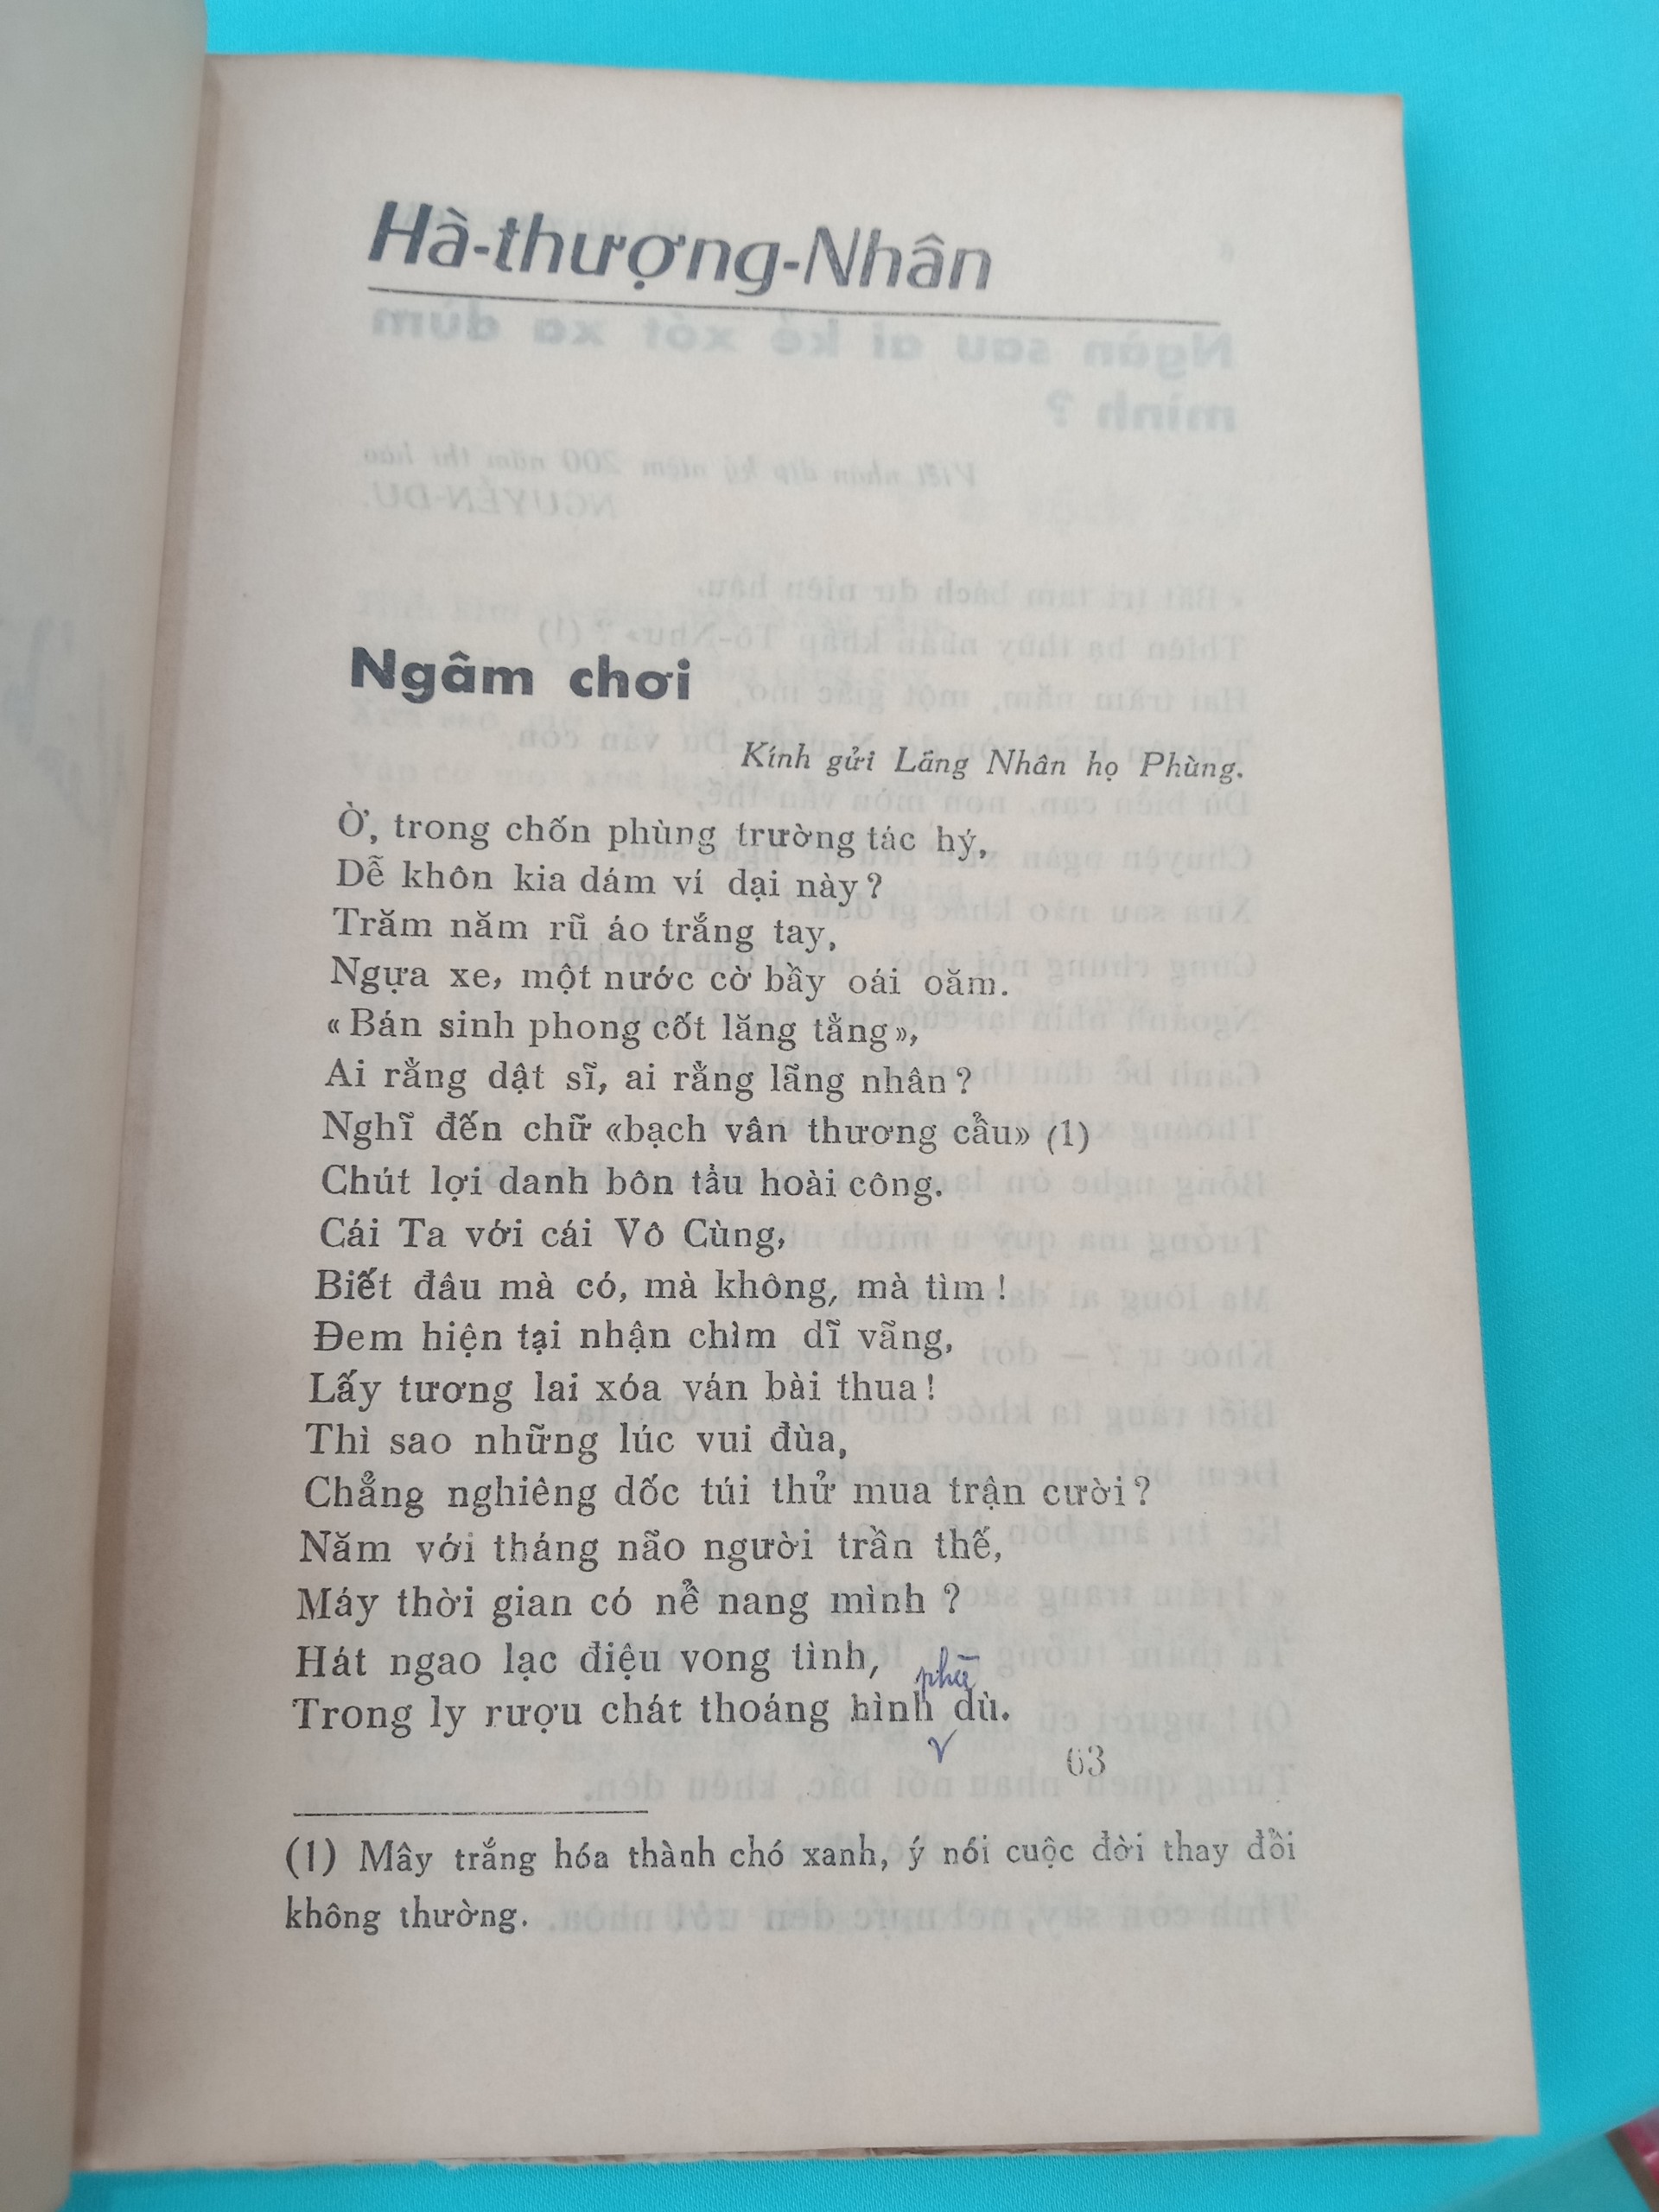 Hà-thượng-Nhân
Ngâm chơi
Kính gửi Lãng Nhân họ Phùng.
Ờ, trong chốn phùng trường tác hý,
Dễ khôn kia dám ví dại này?
Trăm năm rũ áo trắng tay,
Ngựa xe, một nước cờ bầy oái oăm.
«Bán sinh phong cốt lăng tằng»,
Ai rằng dật sĩ, ai rằng lãng nhân?
Nghĩ đến chữ «bạch vân thương cẩu» (1)
Chút lợi danh bôn tẩu hoài công.
Cái Ta với cái Vô Cùng,
Biết đâu mà có, mà không, mà tìm!
Đem hiện tại nhận chìm dĩ vãng,
Lấy tương lai xóa ván bài thua!
Thì sao những lúc vui đùa,
Chẳng nghiêng dốc túi thử mua trận cười?
Năm với tháng não người trần thế,
Máy thời gian có nể nang mình?
Hát ngao lạc điệu vong tình,
phù
Trong ly rượu chát thoáng hình dù.
63
(1) Mây trắng hóa thành chó xanh, ý nói cuộc đời thay đổi
không thường.